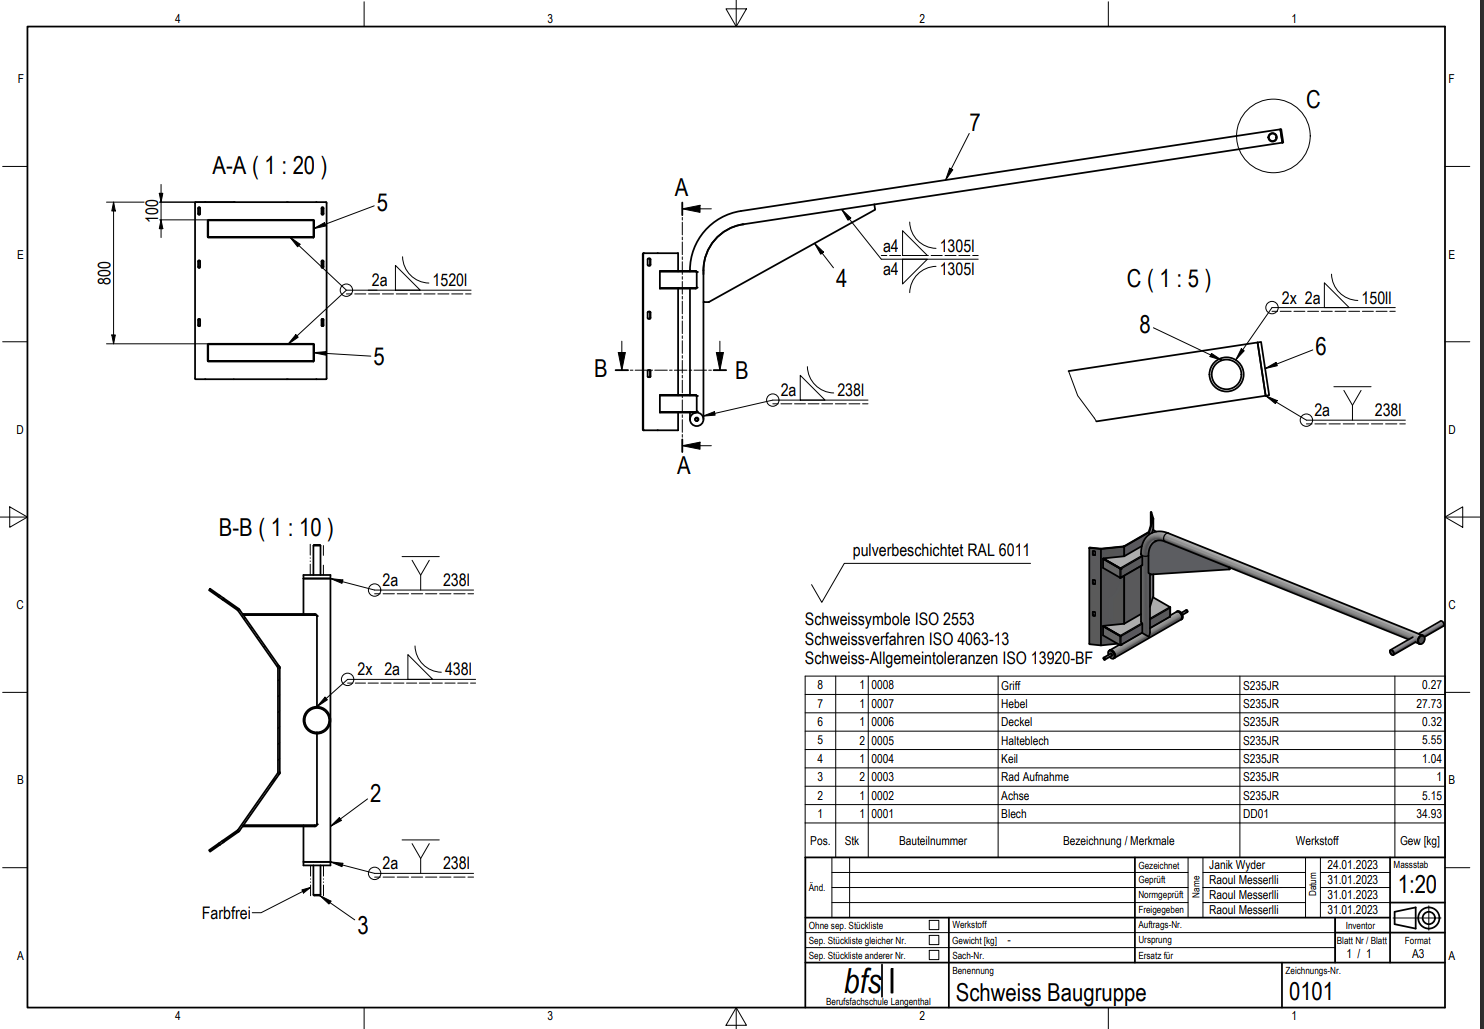 4 3 2 1
F F
E E
D D
C C
B B
A A
A-A ( 1 : 20 )
5
100
800
2a 1520l
5
A
7
C
a4 1305l
a4 1305l
4
B B
2a 238l
A
C ( 1 : 5 )
2x 2a 150ll
8
6
2a 238l
B-B ( 1 : 10 )
2a 238l
2x 2a 438l
2
2a 238l
Farbfrei
3
pulverbeschichtet RAL 6011
Schweissymbole ISO 2553
Schweissverfahren ISO 4063-13
Schweiss-Allgemeintoleranzen ISO 13920-BF
8 1 0008 Griff S235JR 0.27
7 1 0007 Hebel S235JR 27.73
6 1 0006 Deckel S235JR 0.32
5 2 0005 Halteblech S235JR 5.55
4 1 0004 Keil S235JR 1.04
3 2 0003 Rad Aufnahme S235JR 1
2 1 0002 Achse S235JR 5.15
1 1 0001 Blech DD01 34.93
Pos. Stk Bauteilnummer Bezeichnung / Merkmale Werkstoff Gew [kg]
Änd.
Name
Datum
Gezeichnet Janik Wyder 24.01.2023
Geprüft Raoul Messerlli 31.01.2023
Normgeprüft Raoul Messerlli 31.01.2023
Freigegeben Raoul Messerlli 31.01.2023
Massstab
1:20
Ohne sep. Stückliste Werkstoff Auftrags-Nr. Inventor
Sep. Stückliste gleicher Nr. Gewicht [kg] - Ursprung Blatt Nr / Blatt Format
Sep. Stückliste anderer Nr. Sach-Nr. Ersatz für 1 / 1 A3
bfsl
Berufsfachschule Langenthal
Benennung
Schweiss Baugruppe
Zeichnungs-Nr.
0101
4 3 2 1